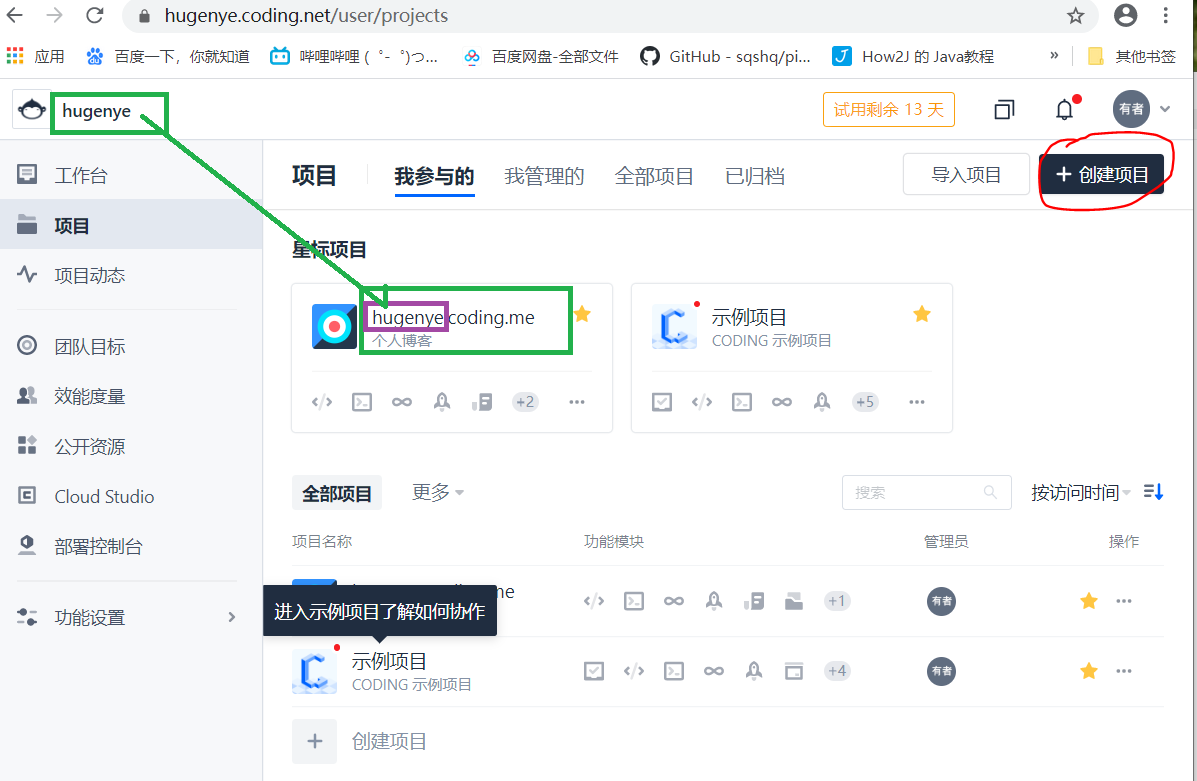 hugenye.coding.net/user/projects
应用 百度一下，你就知道 哔哩哔哩 ( ゜- ゜)つ... 百度网盘-全部文件 GitHub - sqshq/pi... How2J 的 Java教程 » 其他书签
hugenye 试用剩余 13 天 有者
工作台
项目
项目动态
团队目标
效能度量
公开资源
Cloud Studio
部署控制台
功能设置
项目 我参与的 我管理的 全部项目 已归档 导入项目 + 创建项目
星标项目
hugenye.coding.me
个人博客
+2
示例项目
CODING 示例项目
+5
全部项目 更多 搜索 按访问时间
项目名称 功能模块 管理员 操作
+1 有者
进入示例项目了解如何协作
示例项目
CODING 示例项目
+4 有者
+ 创建项目